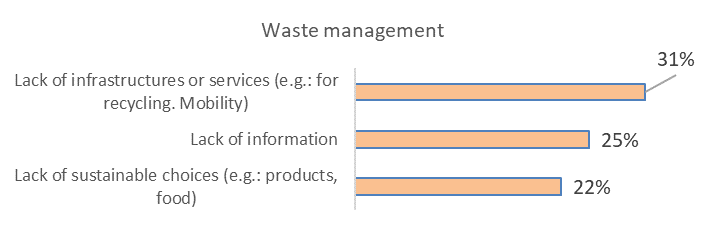 Waste management
Lack of infrastructures or services (e.g.: for
recycling. Mobility)
31%
Lack of information
25%
Lack of sustainable choices (e.g.: products,
food)
22%